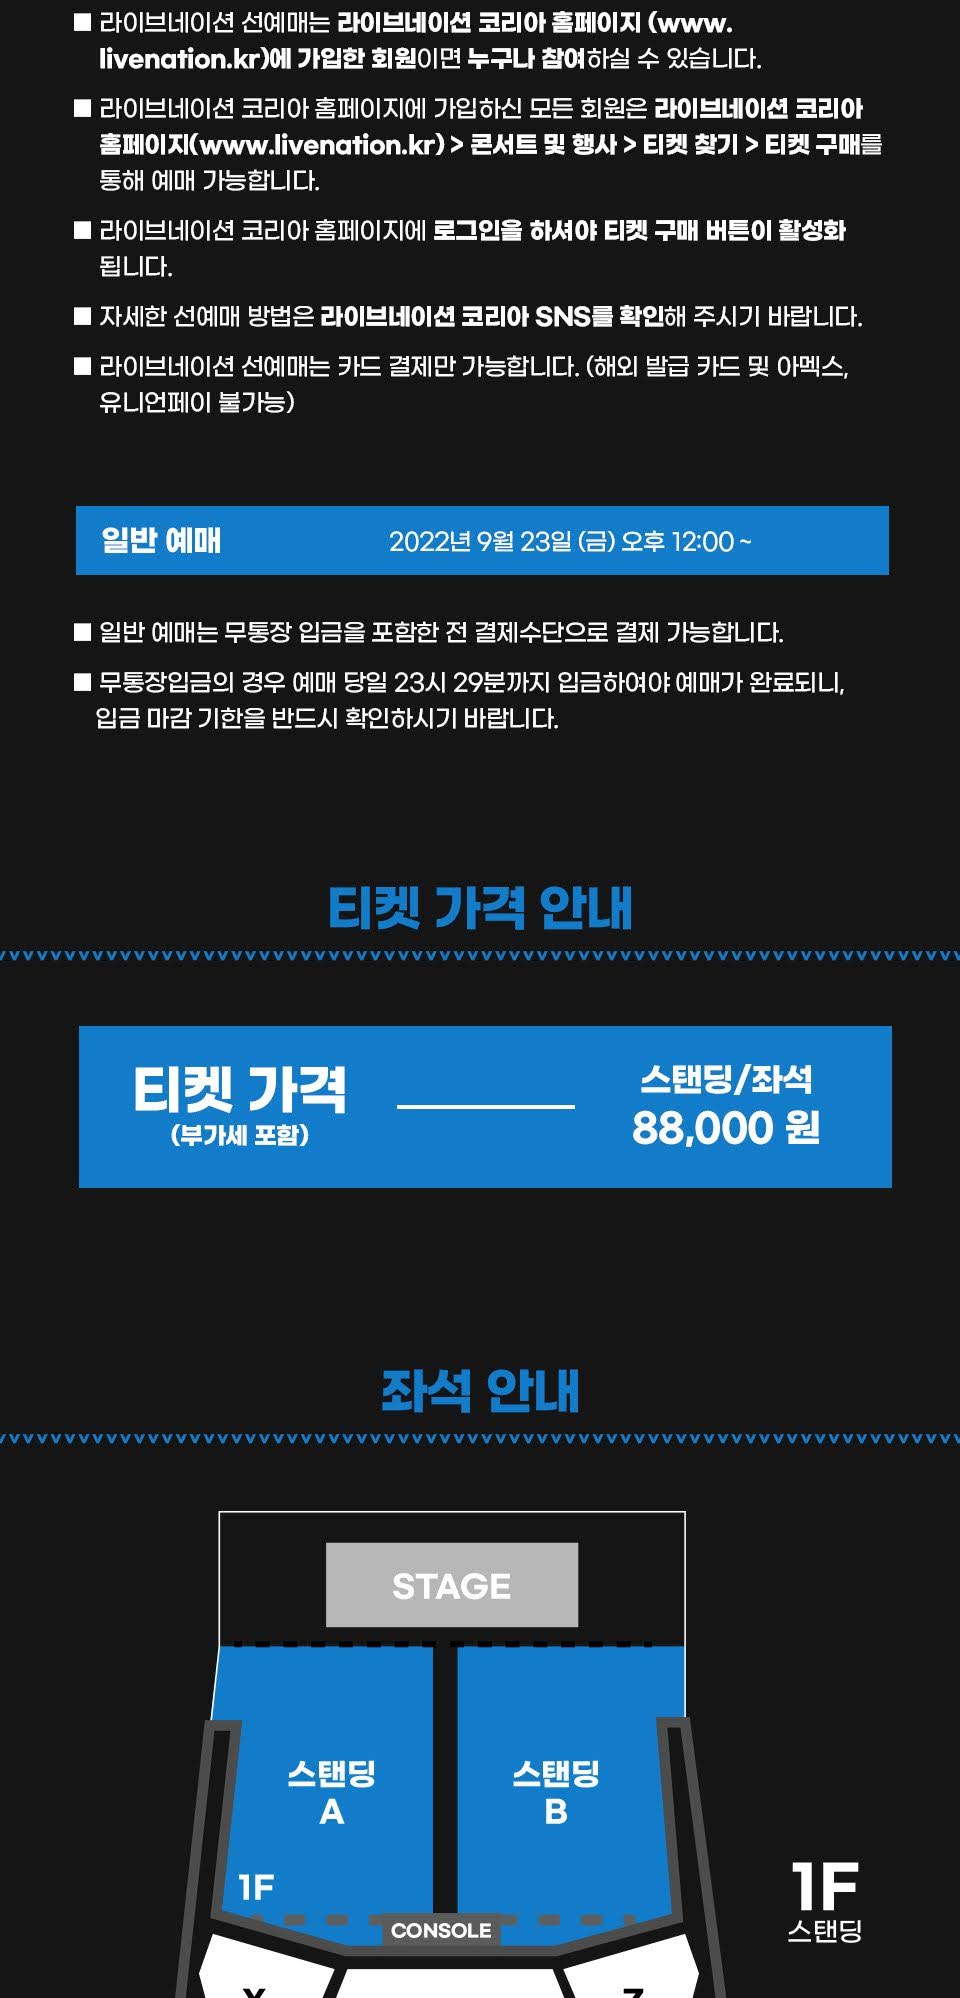 ■ 라이브네이션 선예매는 라이브네이션 코리아 홈페이지 (www.
livenation.kr)에 가입한 회원이면 누구나 참여하실 수 있습니다.
■ 라이브네이션 코리아 홈페이지에 가입하신 모든 회원은 라이브네이션 코리아
홈페이지(www.livenation.kr) > 콘서트 및 행사 > 티켓 찾기 > 티켓 구매를
통해 예매 가능합니다.
■ 라이브네이션 코리아 홈페이지에 로그인을 하셔야 티켓 구매 버튼이 활성화
됩니다.
■ 자세한 선예매 방법은 라이브네이션 코리아 SNS를 확인해 주시기 바랍니다.
■ 라이브네이션 선예매는 카드 결제만 가능합니다. (해외 발급 카드 및 아멕스,
유니언페이 불가능)
일반 예매 2022년 9월 23일 (금) 오후 12:00 ~
■ 일반 예매는 무통장 입금을 포함한 전 결제수단으로 결제 가능합니다.
■ 무통장입금의 경우 예매 당일 23시 29분까지 입금하여야 예매가 완료되니,
입금 마감 기한을 반드시 확인하시기 바랍니다.
티켓 가격 안내
티켓 가격
(부가세 포함)
스탠딩/좌석
88,000 원
좌석 안내
STAGE
스탠딩
A
스탠딩
B
1F
CONSOLE
1F
스탠딩